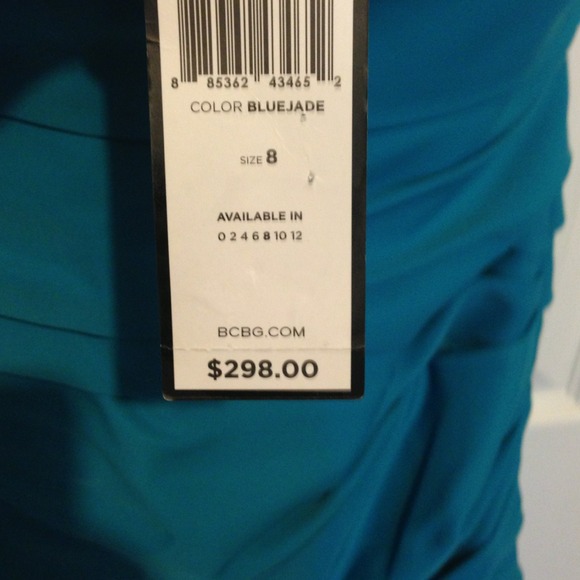 8 85362 43465 2
COLOR BLUEJADE
SIZE 8
AVAILABLE IN
0 2 4 6 8 10 12
BCBG.COM
$298.00